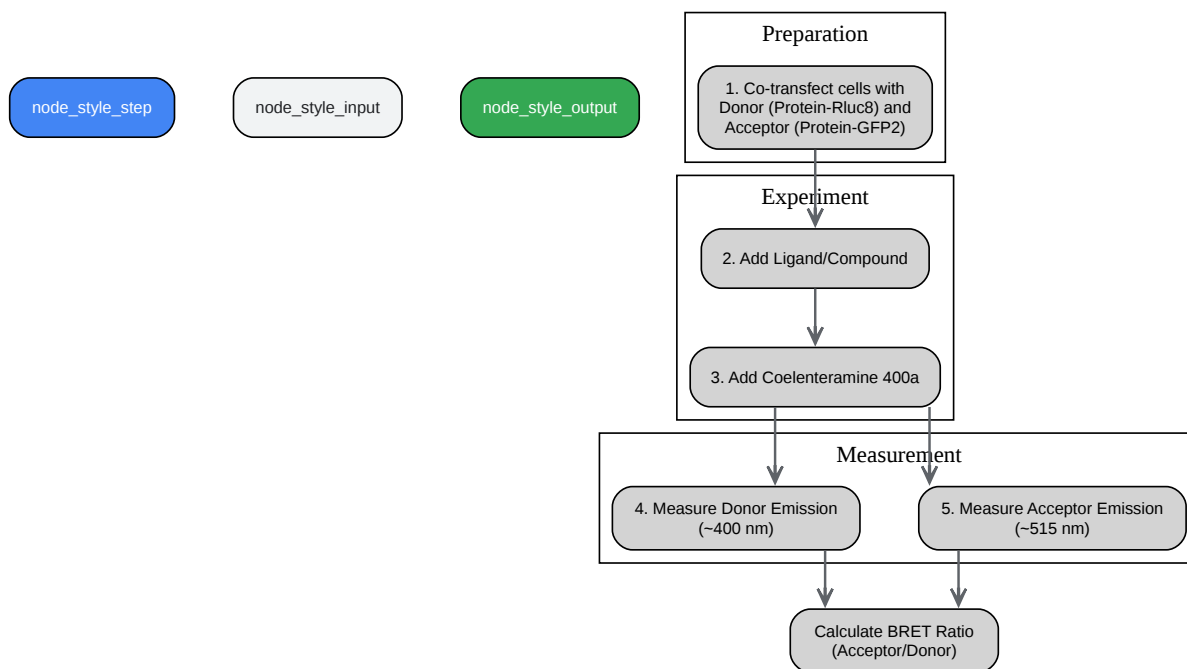 Preparation
node_style_step
node_style_input
node_style_output
1. Co-transfect cells with
Donor (Protein-Rluc8) and
Acceptor (Protein-GFP2)
Experiment
2. Add Ligand/Compound
3. Add Coelenteramine 400a
Measurement
4. Measure Donor Emission
(~400 nm)
5. Measure Acceptor Emission
(~515 nm)
Calculate BRET Ratio
(Acceptor/Donor)